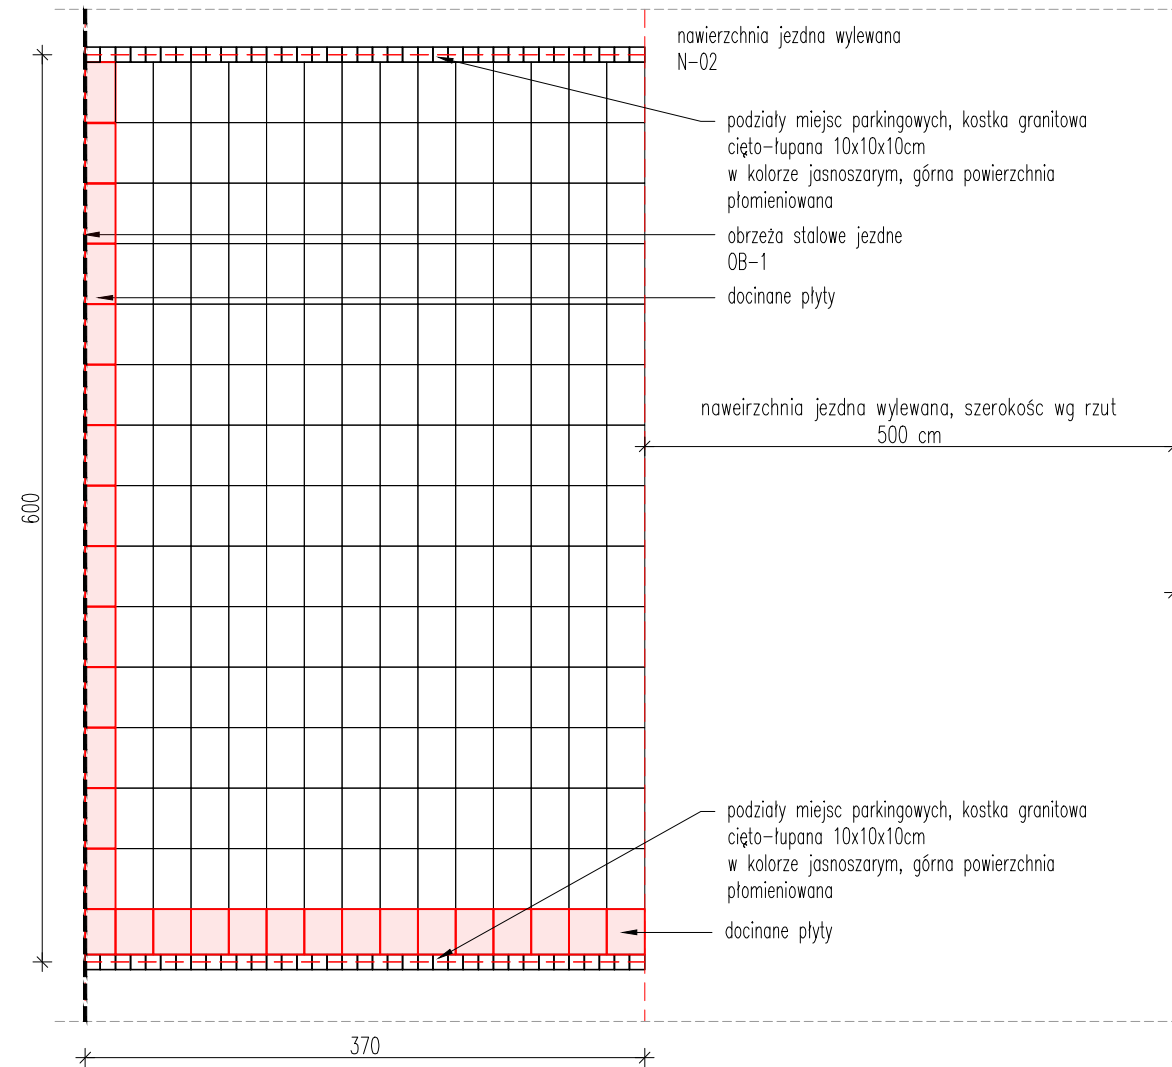 nawierzchnia jezdna wylewana
N-02
podziały miejsc parkingowych, kostka granitowa
cięto-łupana 10x10x10cm
w kolorze jasnoszarym, górna powierzchnia
płomieniowana
obrzeża stalowe jezdne
OB-1
docinane płyty
naweirzchnia jezdna wylewana, szerokośc wg rzut
500 cm
600
podziały miejsc parkingowych, kostka granitowa
cięto-łupana 10x10x10cm
w kolorze jasnoszarym, górna powierzchnia
płomieniowana
docinane płyty
370